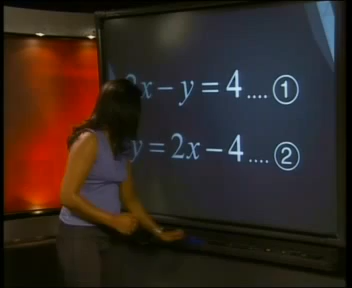 2x − y = 4 .... ①
y = 2x − 4 .... ②